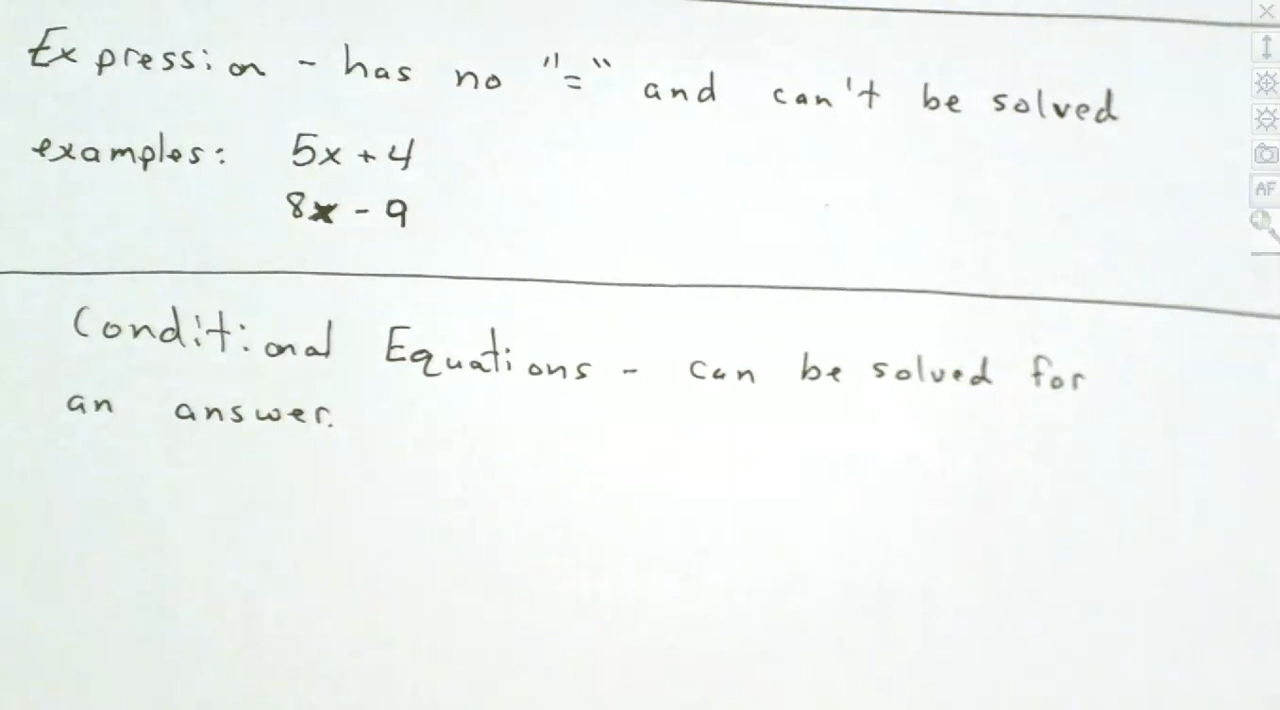 Expression - has no "=" and can't be solved
examples: 5x + 4
8x - 9
Conditional Equations - can be solved for
an answer.
AF